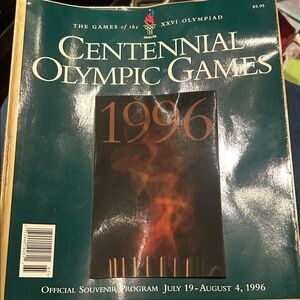 $9.95
THE GAMES of the XXVI OLYMPIAD
CENTENNIAL
OLYMPIC GAMES
1996
OFFICIAL SOUVENIR PROGRAM JULY 19-AUGUST 4, 1996